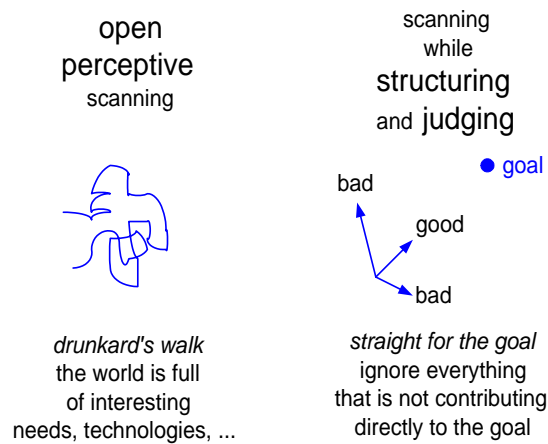 open
perceptive
scanning
drunkard's walk
the world is full
of interesting
needs, technologies, ...
scanning
while
structuring
and judging
goal
bad
good
bad
straight for the goal
ignore everything
that is not contributing
directly to the goal